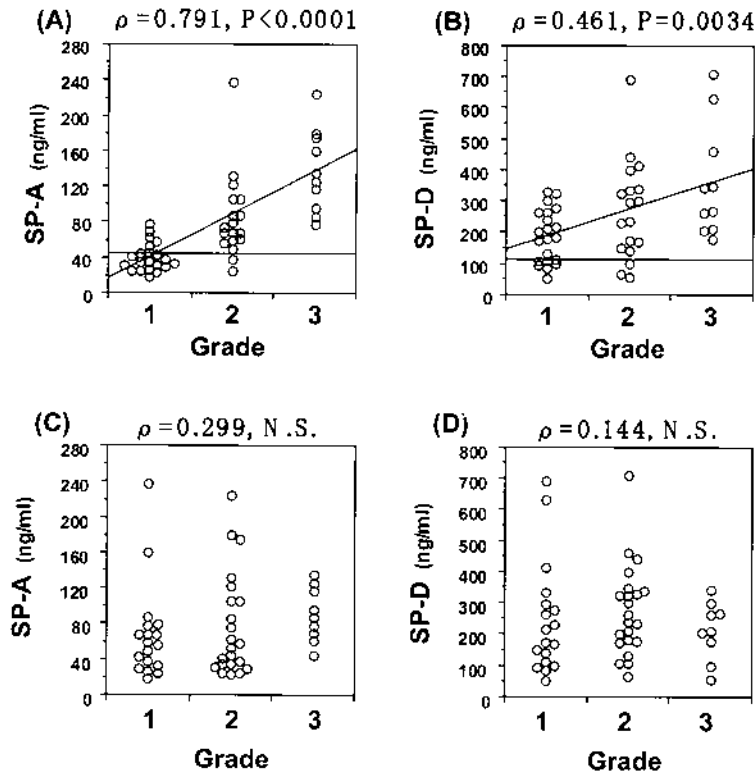 (A) ρ=0.791, P<0.0001
280
240
200
160
120
80
40
0
SP-A (ng/ml)
1 2 3
Grade
(B) ρ=0.461, P=0.0034
800
700
600
500
400
300
200
100
0
SP-D (ng/ml)
1 2 3
Grade
(C) ρ=0.299, N.S.
280
240
200
160
120
80
40
0
SP-A (ng/ml)
1 2 3
Grade
(D) ρ=0.144, N.S.
800
700
600
500
400
300
200
100
0
SP-D (ng/ml)
1 2 3
Grade